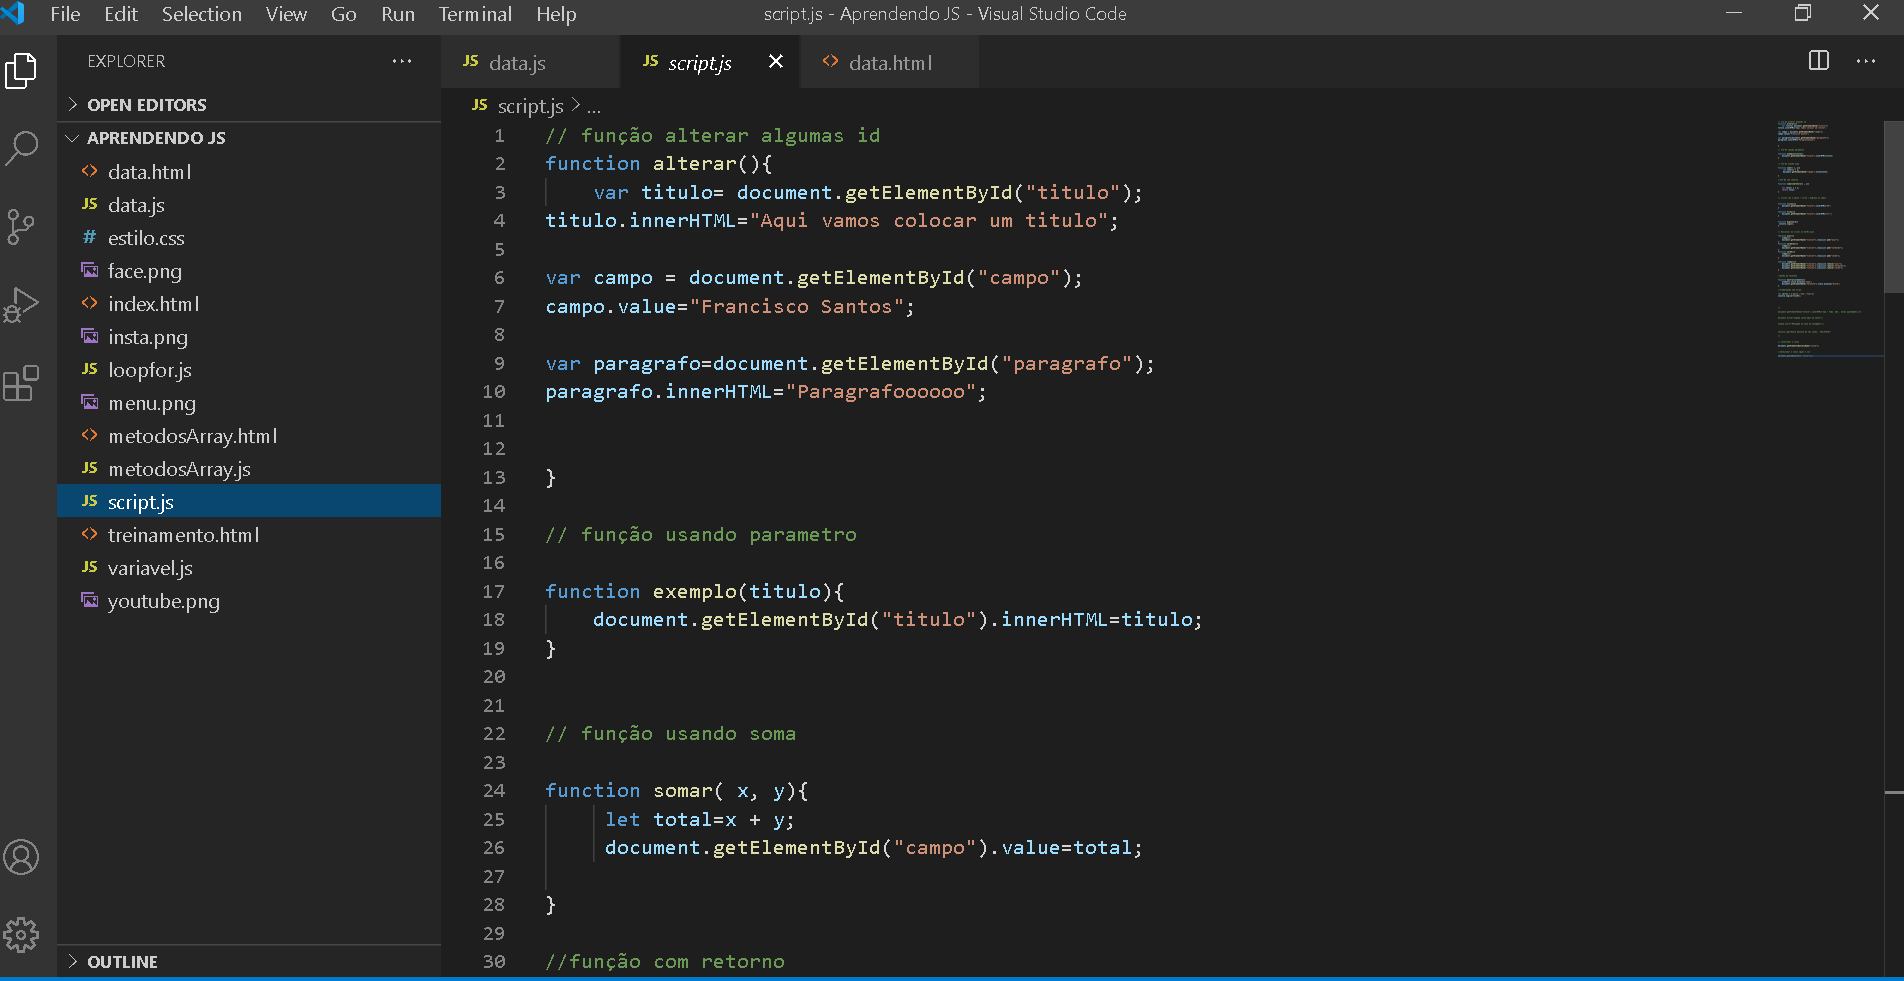 File Edit Selection View Go Run Terminal Help script.js - Aprendendo JS - Visual Studio Code
EXPLORER
OPEN EDITORS
APRENDENDO JS
data.html
JS data.js
# estilo.css
face.png
index.html
insta.png
JS loopfor.js
menu.png
metodosArray.html
JS metodosArray.js
JS script.js
treinamento.html
JS variavel.js
youtube.png
OUTLINE
JS data.js JS script.js data.html
JS script.js > ...
1 // função alterar algumas id
2 function alterar(){
3 var titulo= document.getElementById("titulo");
4 titulo.innerHTML="Aqui vamos colocar um titulo";
5
6 var campo = document.getElementById("campo");
7 campo.value="Francisco Santos";
8
9 var paragrafo=document.getElementById("paragrafo");
10 paragrafo.innerHTML="Paragrafoooooo";
11
12
13 }
14
15 // função usando parametro
16
17 function exemplo(titulo){
18 document.getElementById("titulo").innerHTML=titulo;
19 }
20
21
22 // função usando soma
23
24 function somar( x, y){
25 let total=x + y;
26 document.getElementById("campo").value=total;
27
28 }
29
30 //função com retorno